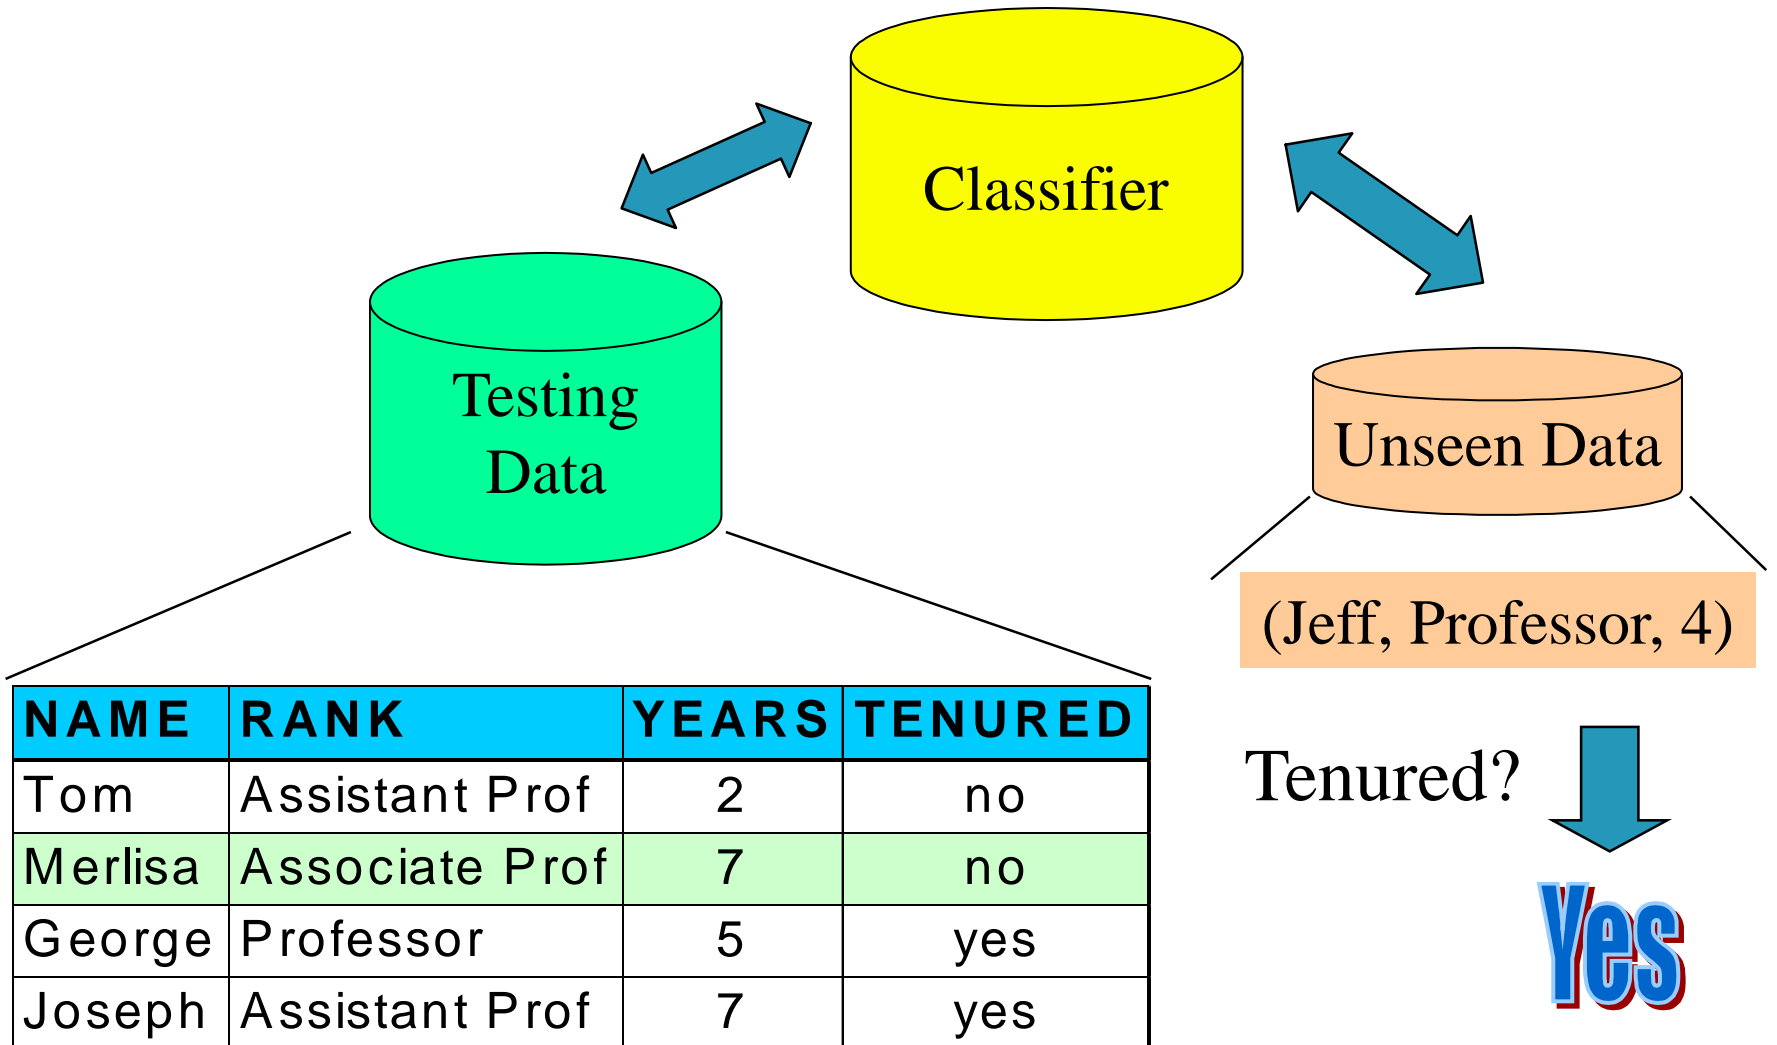 Classifier
Testing
Data
Unseen Data
(Jeff, Professor, 4)
NAME RANK YEARS TENURED
Tom Assistant Prof 2 no
Merlisa Associate Prof 7 no
George Professor 5 yes
Joseph Assistant Prof 7 yes
Tenured?
Yes